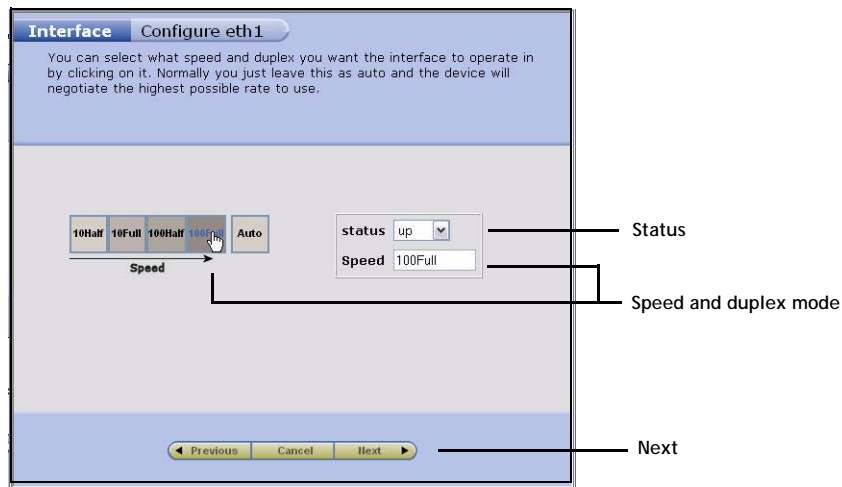 Interface Configure eth1
You can select what speed and duplex you want the interface to operate in
by clicking on it. Normally you just leave this as auto and the device will
negotiate the highest possible rate to use.
10Half 10Full 100Half 100Full Auto
Speed
status up
Speed 100Full
Status
Speed and duplex mode
Previous Cancel Next
Next